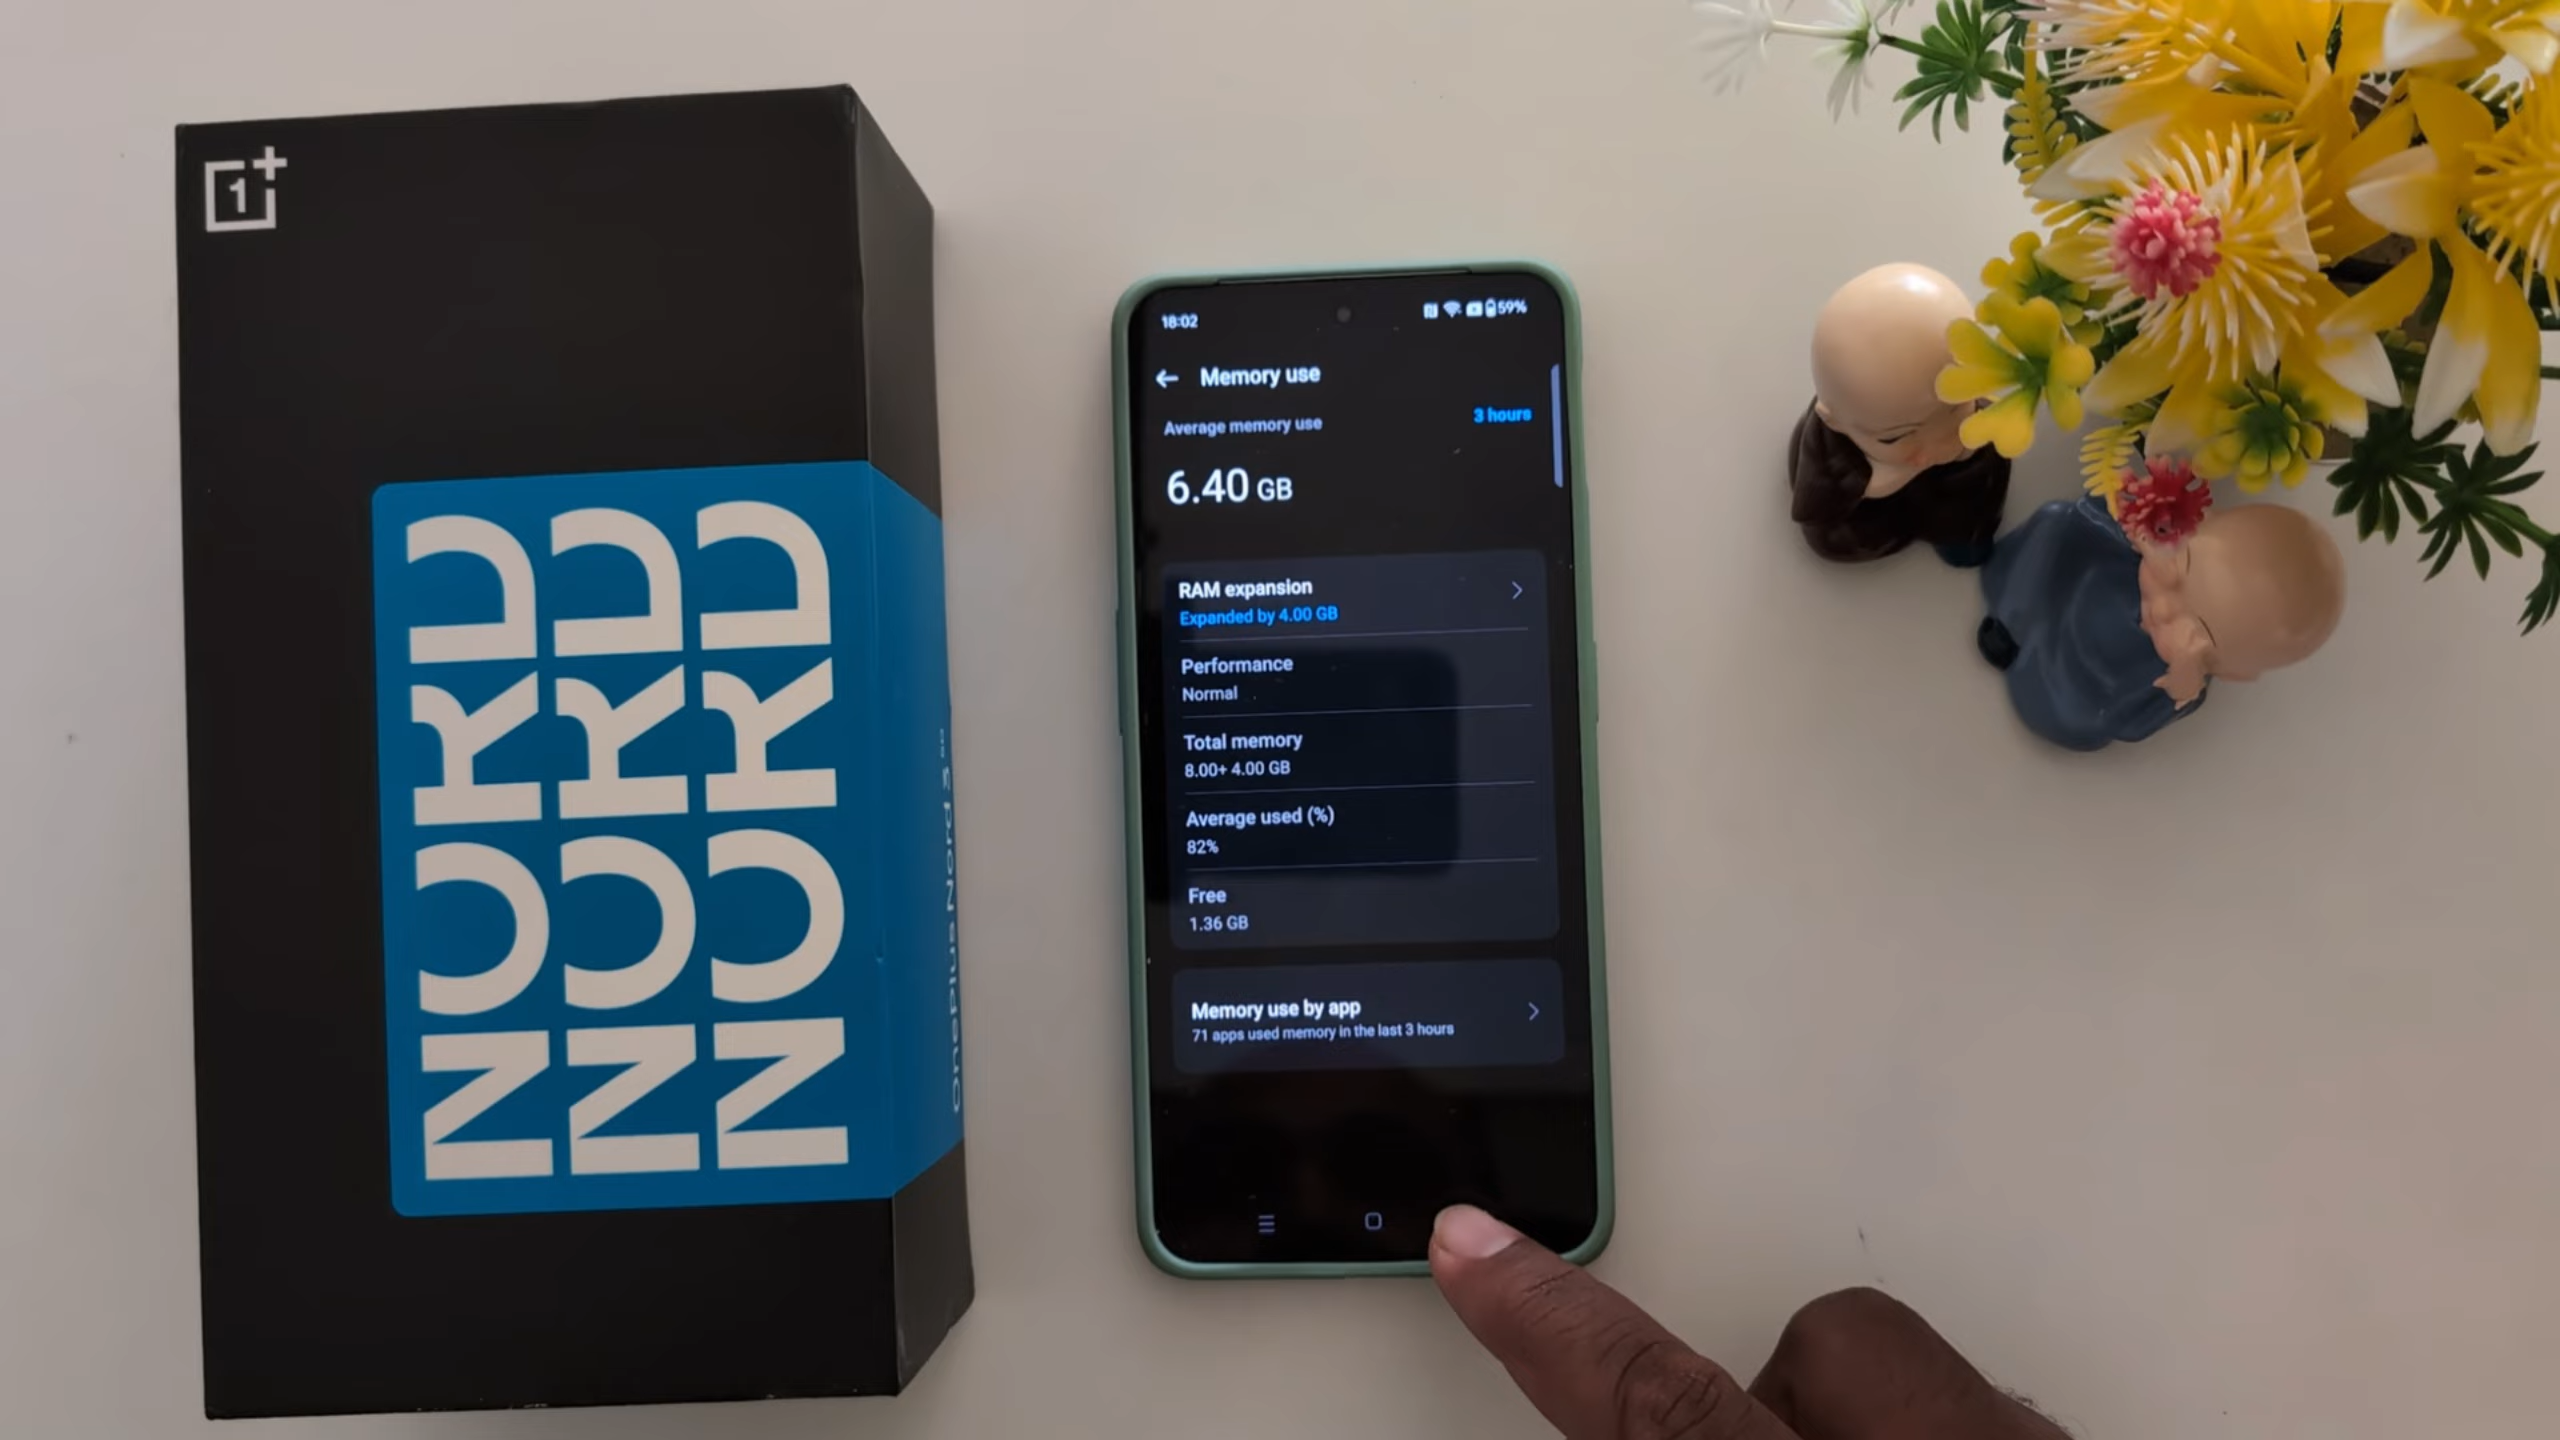 1+
NORD
NORD
NORD
OnePlus Nord 3 5G
18:02
59%
Memory use
Average memory use
3 hours
6.40 GB
RAM expansion
Expanded by 4.00 GB
Performance
Normal
Total memory
8.00+ 4.00 GB
Average used (%)
82%
Free
1.36 GB
Memory use by app
71 apps used memory in the last 3 hours